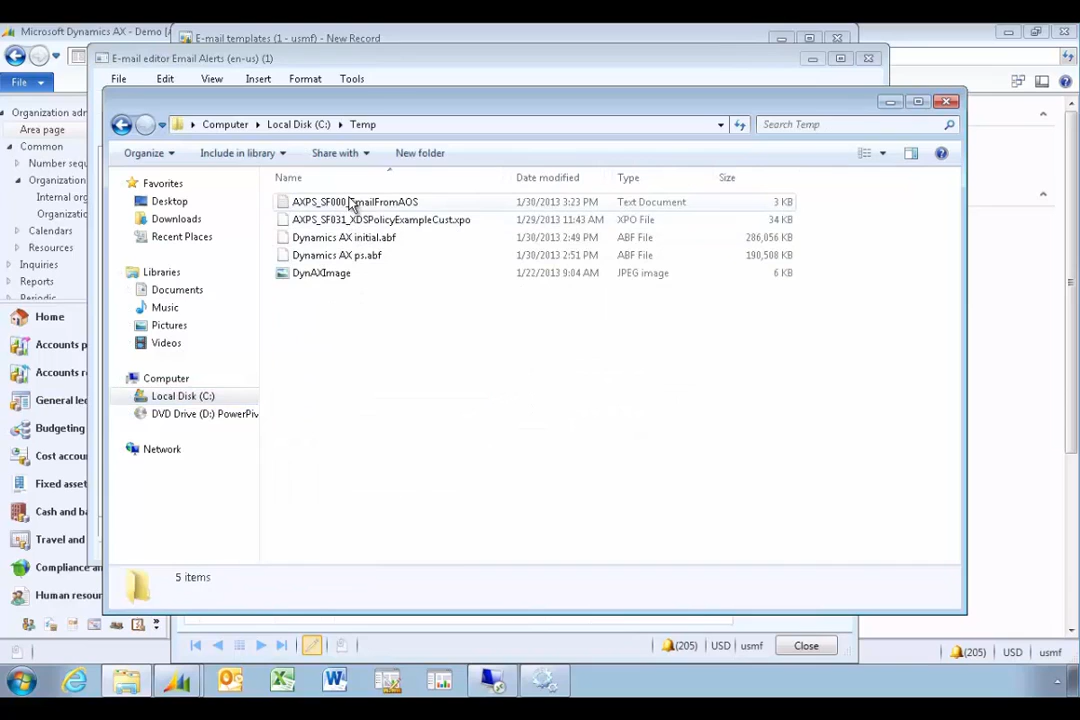 Microsoft Dynamics AX - Demo [
E-mail templates (1 - usmf) - New Record
E-mail editor Email Alerts (en-us) (1)
File
File Edit View Insert Format Tools
Computer Local Disk (C:) Temp
Search Temp
Organize Include in library Share with New folder
Name Date modified Type Size
AXPS_SF000_EmailFromAOS 1/30/2013 3:23 PM Text Document 3 KB
AXPS_SF031_XDSPolicyExampleCust.xpo 1/29/2013 11:43 AM XPO File 34 KB
Dynamics AX initial.abf 1/30/2013 2:49 PM ABF File 286,056 KB
Dynamics AX ps.abf 1/30/2013 2:51 PM ABF File 190,508 KB
DynAXImage 1/22/2013 9:04 AM JPEG image 6 KB
Favorites
Desktop
Downloads
Recent Places
Libraries
Documents
Music
Pictures
Videos
Computer
Local Disk (C:)
DVD Drive (D:) PowerPiv
Network
5 items
Organization adm
Area page
Common
Number sequ
Organization
Internal org
Organizatio
Calendars
Resources
Inquiries
Reports
Periodic
Home
Accounts p
Accounts re
General led
Budgeting
Cost accou
Fixed asset
Cash and b
Travel and
Compliance
Human resou
(205) USD usmf Close
(205) USD usmf